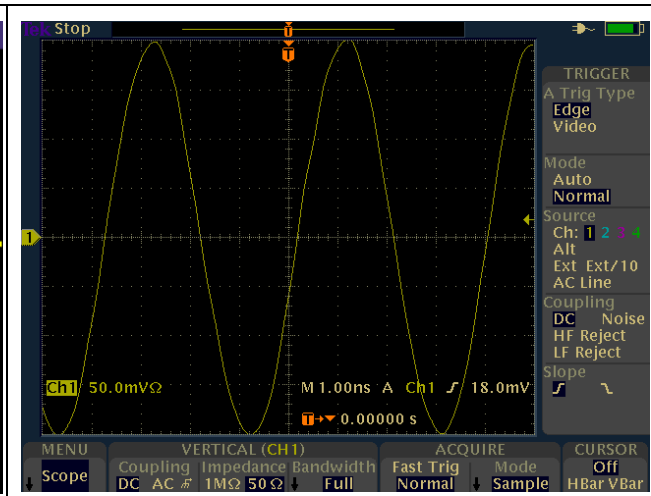 Tek Stop
T
T
TRIGGER
A Trig Type
Edge
Video
Mode
Auto
Normal
Source
Ch: 1 2 3 4
Alt
Ext Ext/10
AC Line
Coupling
DC Noise
HF Reject
LF Reject
Slope
1
Ch1 50.0mVΩ M 1.00ns A Ch1 18.0mV
T 0.00000 s
MENU VERTICAL (CH1) ACQUIRE CURSOR
Scope
Coupling Impedance Bandwidth Fast Trig Mode Off
DC AC 1MΩ 50 Ω Full Normal Sample HBar VBar